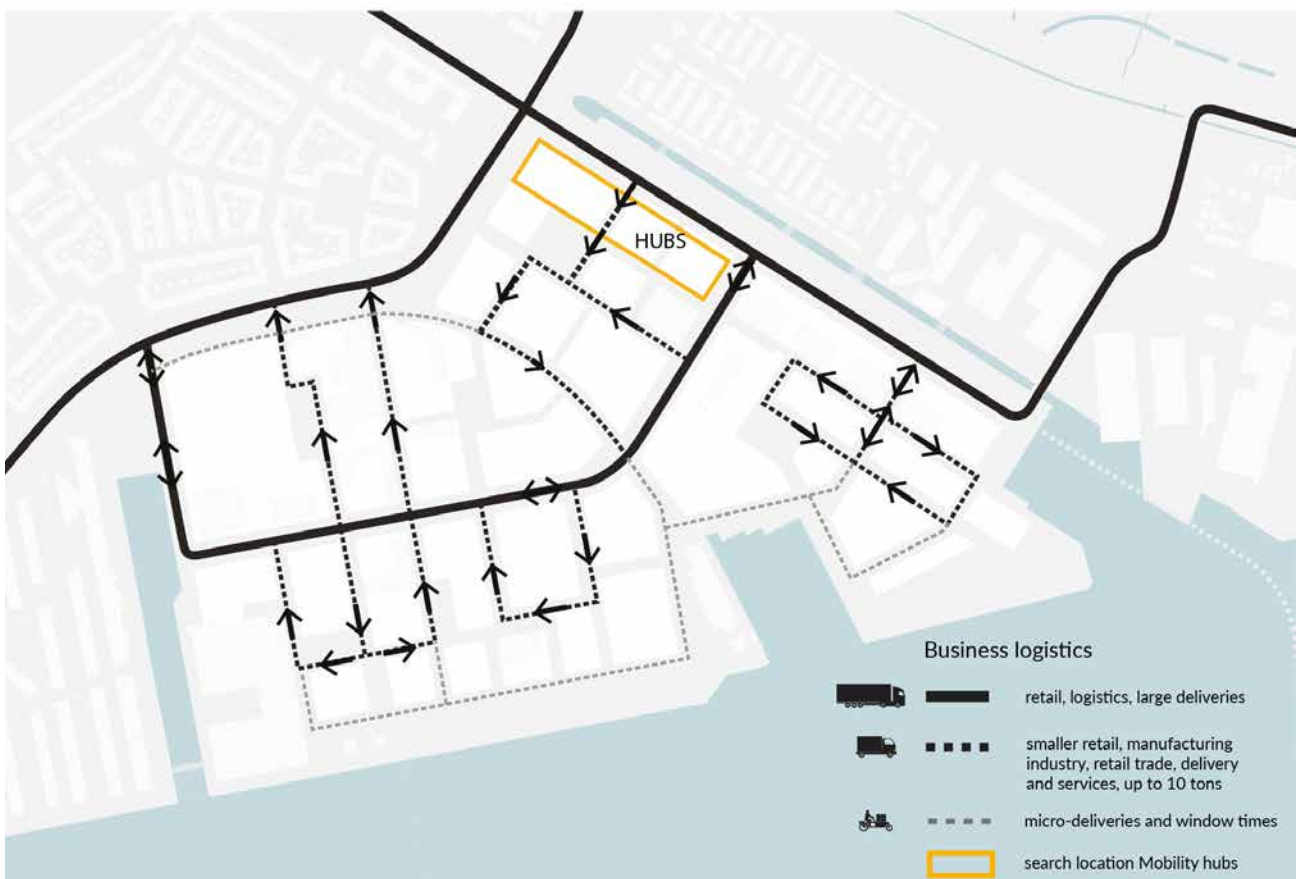 HUBS
Business logistics
retail, logistics, large deliveries
smaller retail, manufacturing
industry, retail trade, delivery
and services, up to 10 tons
micro-deliveries and window times
search location Mobility hubs